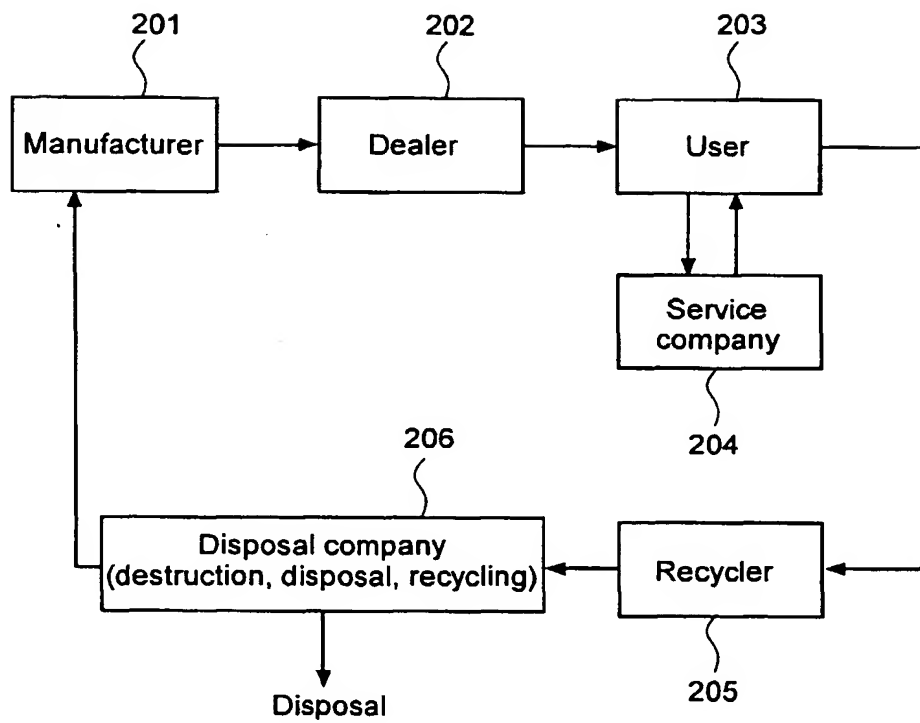 201
202
203
Manufacturer
Dealer
User
Service
company
204
206
Disposal company
(destruction, disposal, recycling)
Recycler
205
Disposal